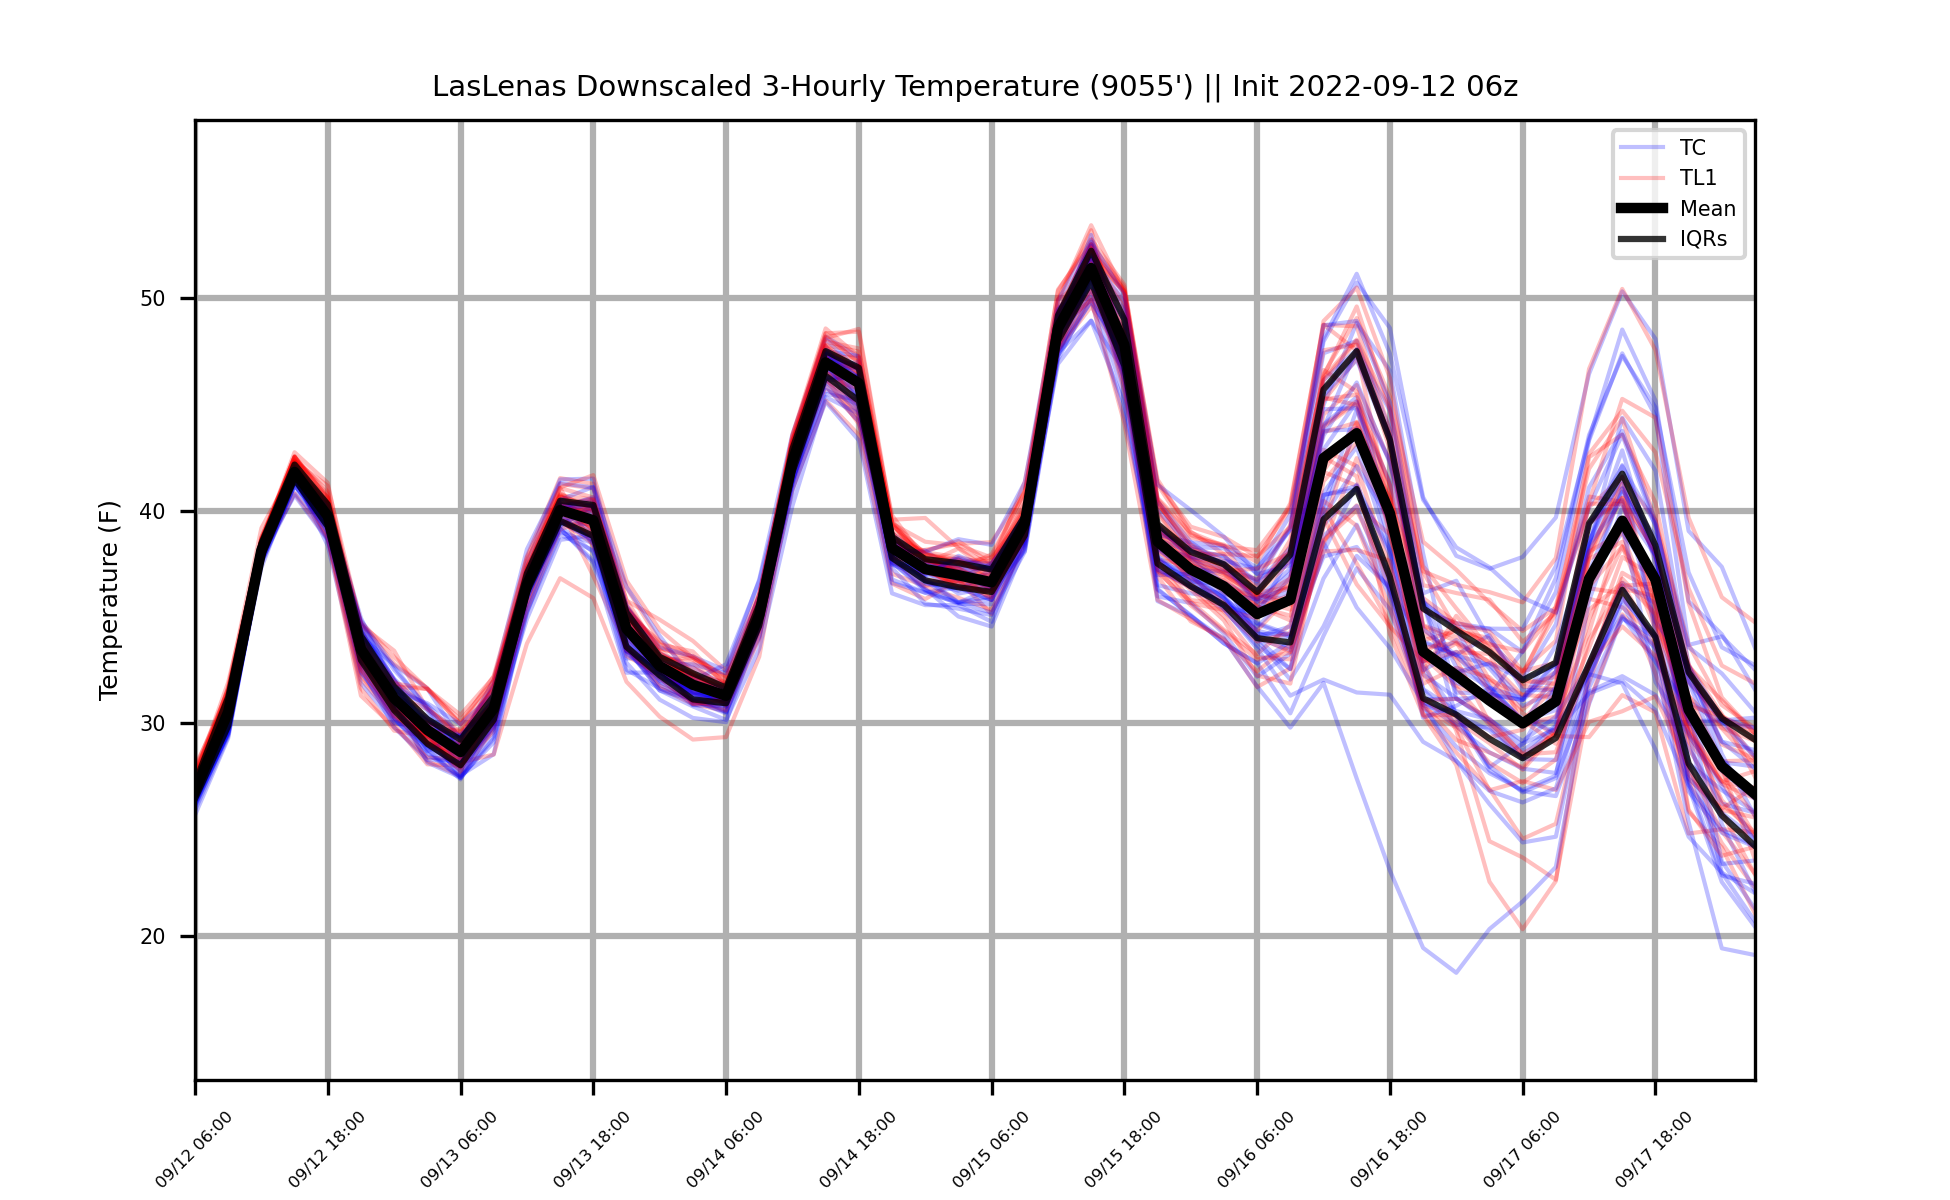 LasLenas Downscaled 3-Hourly Temperature (9055') || Init 2022-09-12 06z
TC
TL1
Mean
IQRs
Temperature (F)
50
40
30
20
09/12 06:00
09/12 18:00
09/13 06:00
09/13 18:00
09/14 06:00
09/14 18:00
09/15 06:00
09/15 18:00
09/16 06:00
09/16 18:00
09/17 06:00
09/17 18:00